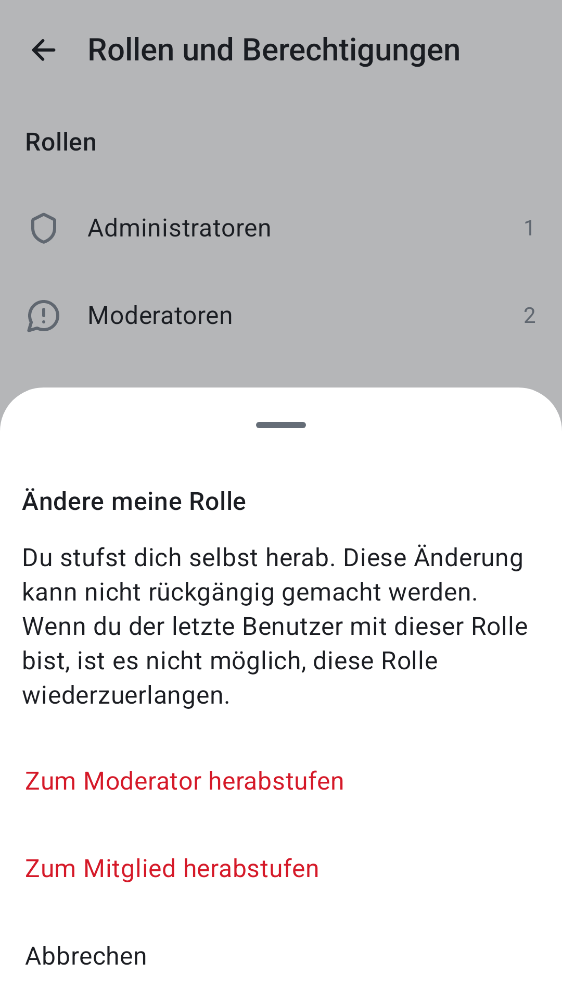 Rollen und Berechtigungen
Rollen
Administratoren 1
Moderatoren 2
Ändere meine Rolle
Du stufst dich selbst herab. Diese Änderung
kann nicht rückgängig gemacht werden.
Wenn du der letzte Benutzer mit dieser Rolle
bist, ist es nicht möglich, diese Rolle
wiederzuerlangen.
Zum Moderator herabstufen
Zum Mitglied herabstufen
Abbrechen